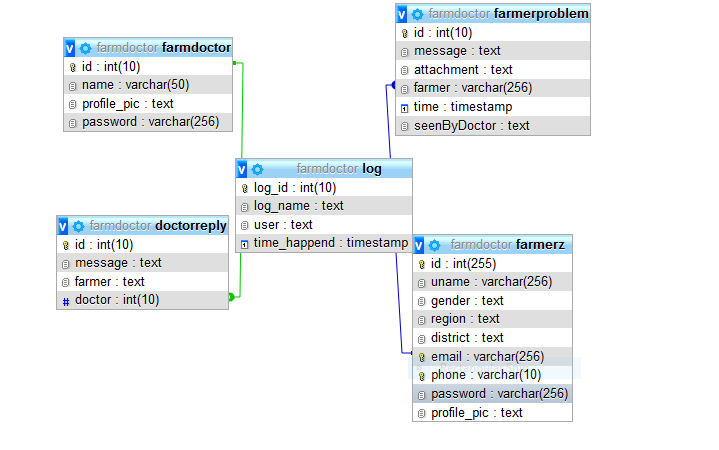 farmdoctor farmdoctor
id : int(10)
name : varchar(50)
profile_pic : text
password : varchar(256)
farmdoctor farmerproblem
id : int(10)
message : text
attachment : text
farmer : varchar(256)
time : timestamp
seenByDoctor : text
farmdoctor log
log_id : int(10)
log_name : text
user : text
time_happend : timestamp
farmdoctor doctorreply
id : int(10)
message : text
farmer : text
# doctor : int(10)
farmdoctor farmerz
id : int(255)
uname : varchar(256)
gender : text
region : text
district : text
email : varchar(256)
phone : varchar(10)
password : varchar(256)
profile_pic : text